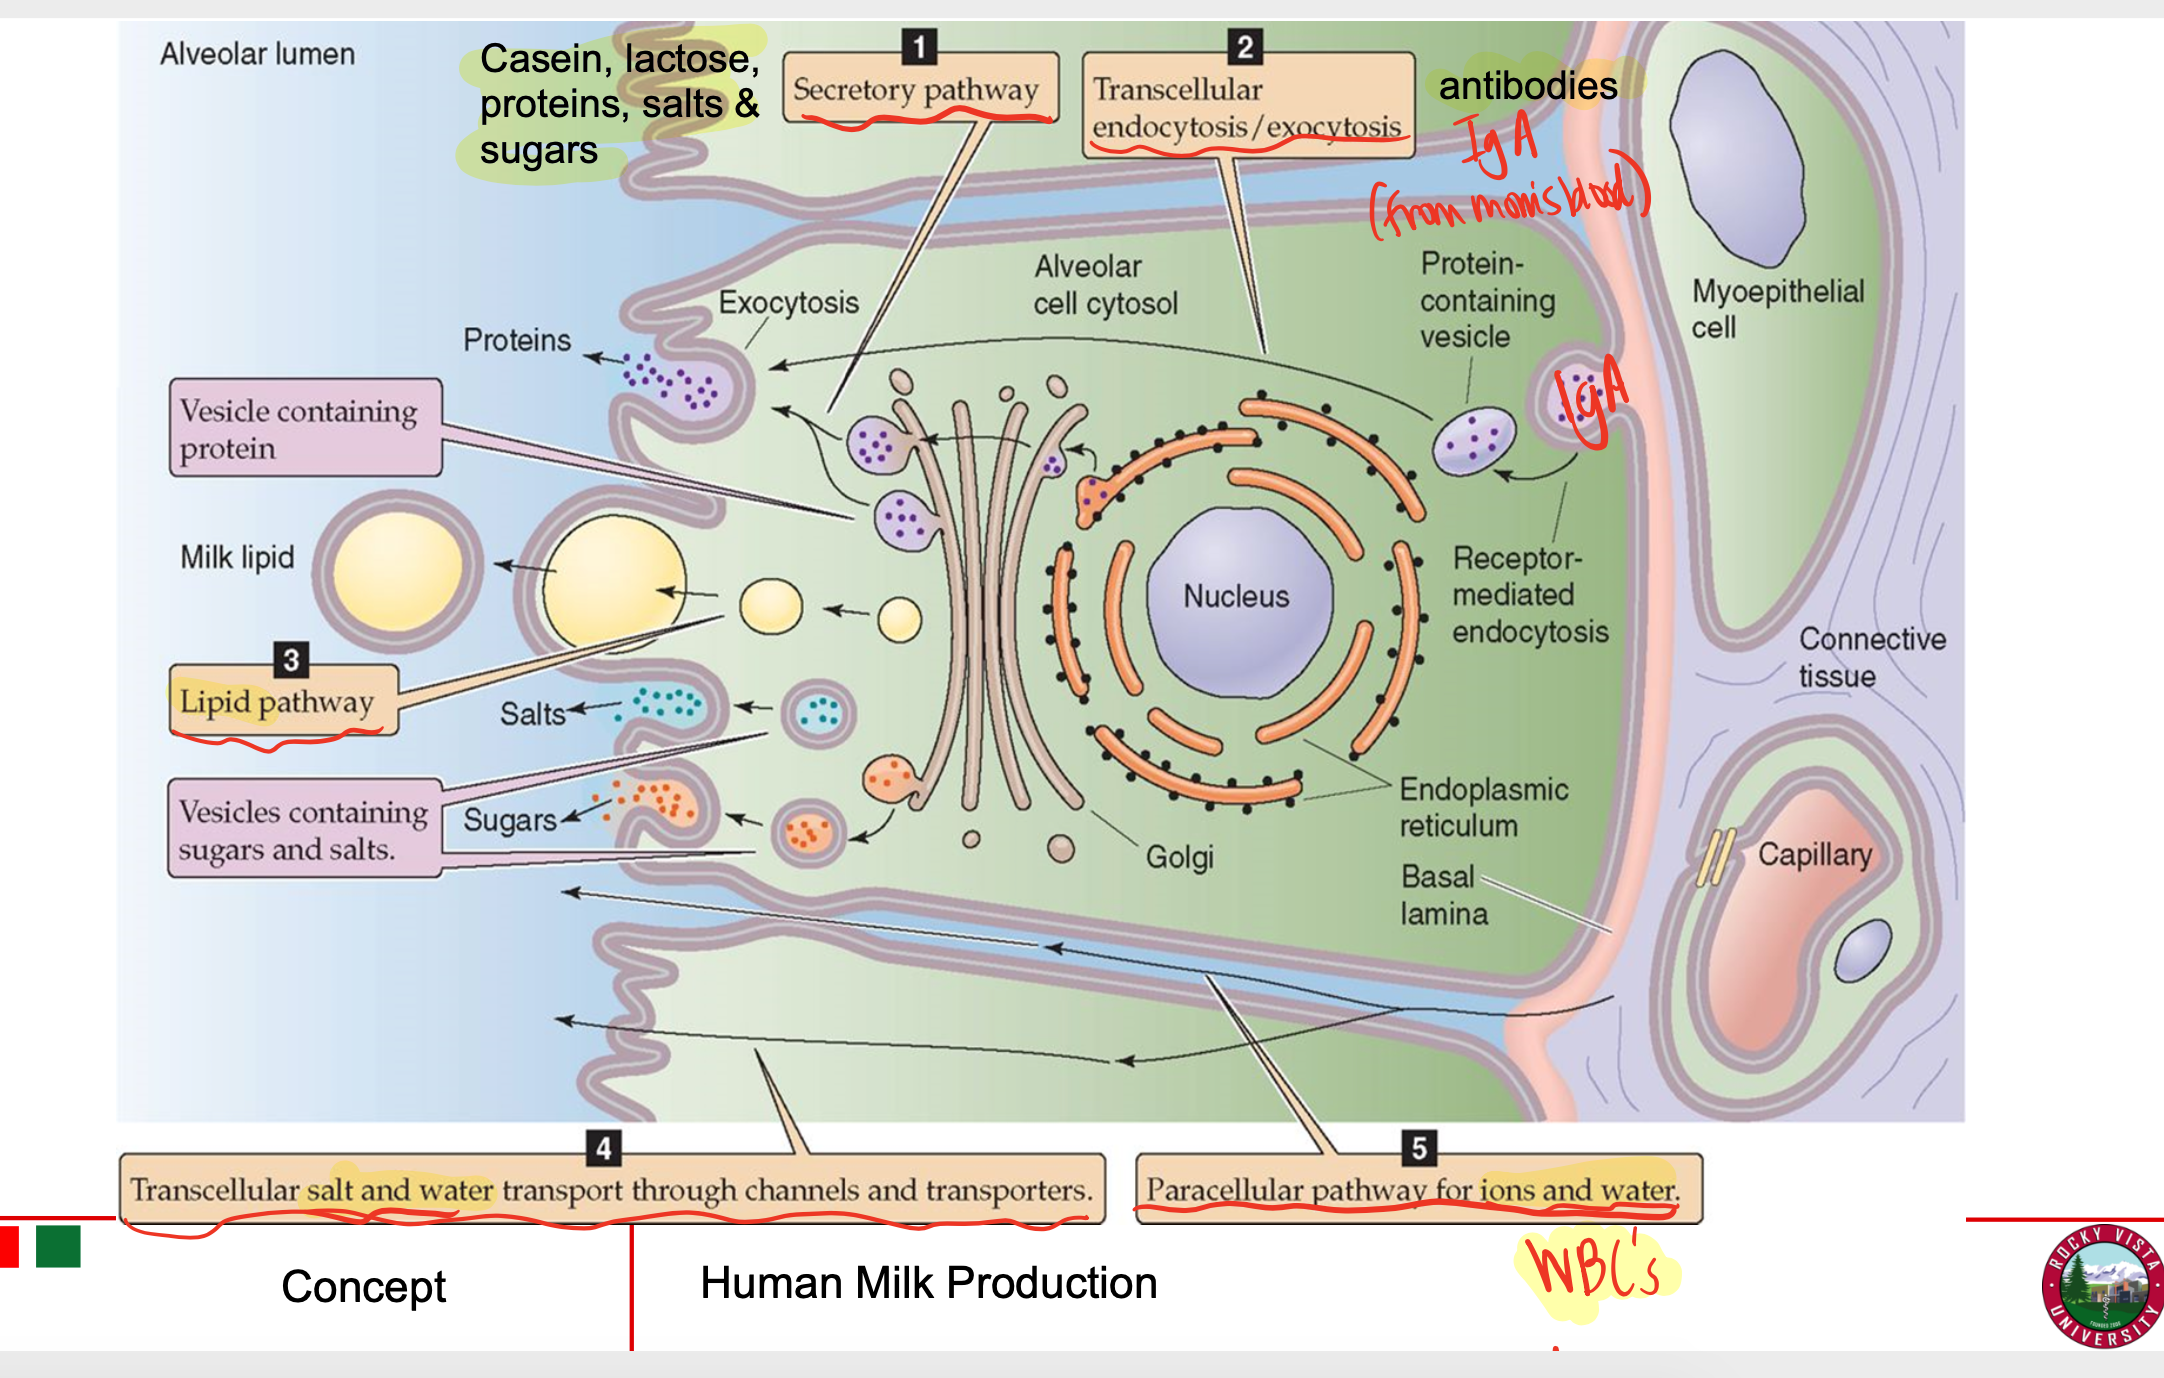 Alveolar lumen
Casein, lactose,
proteins, salts &
sugars
1
Secretory pathway
2
Transcellular
endocytosis/exocytosis
antibodies
IgA
(from mom's blood)
Alveolar
cell cytosol
Exocytosis
Protein-
containing
vesicle
Myoepithelial
cell
Proteins
IgA
Vesicle containing
protein
Milk lipid
Nucleus
Receptor-
mediated
endocytosis
Connective
tissue
3
Lipid pathway
Salts
Vesicles containing
sugars and salts.
Sugars
Endoplasmic
reticulum
Golgi
Capillary
Basal
lamina
4
Transcellular salt and water transport through channels and transporters.
5
Paracellular pathway for ions and water.
WBC's
Concept
Human Milk Production
ROCKY VISTA
UNIVERSITY